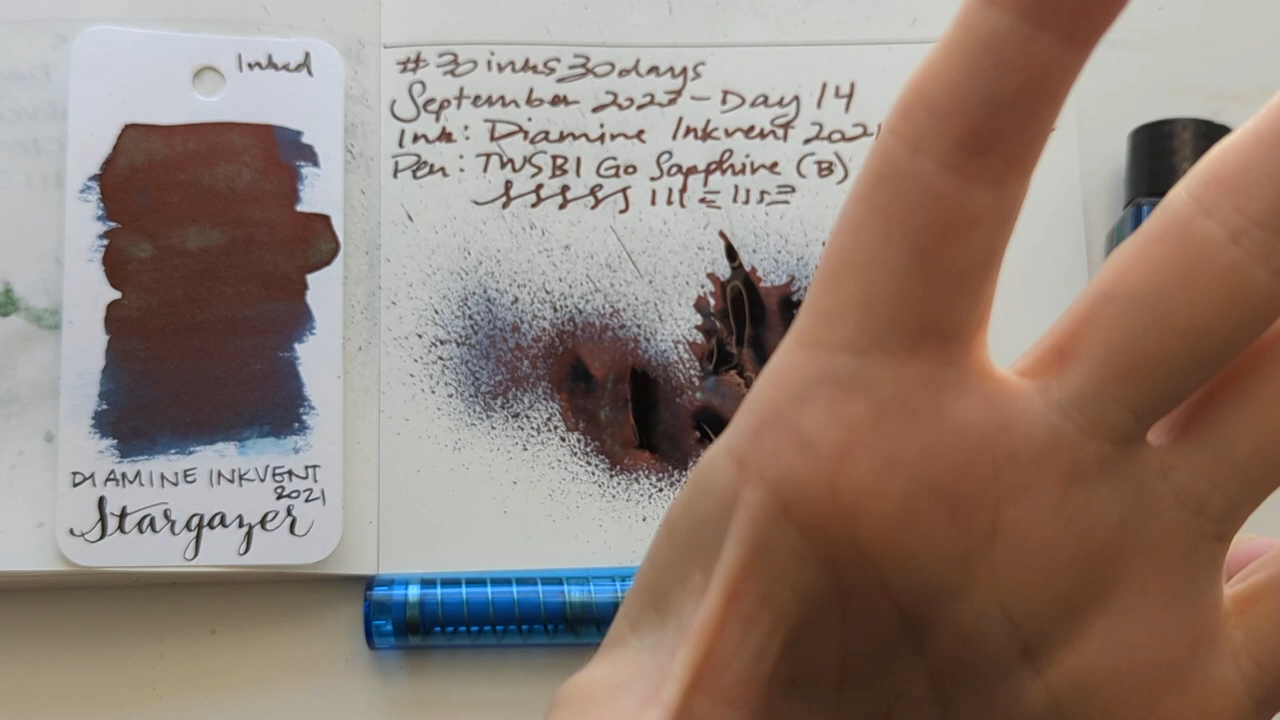 Inked
DIAMINE INKVENT
2021
Stargazer
#30inks30days
September 2023 - Day 14
Ink: Diamine Inkvent 2021
Pen: TWSBI Go Sapphire (B)